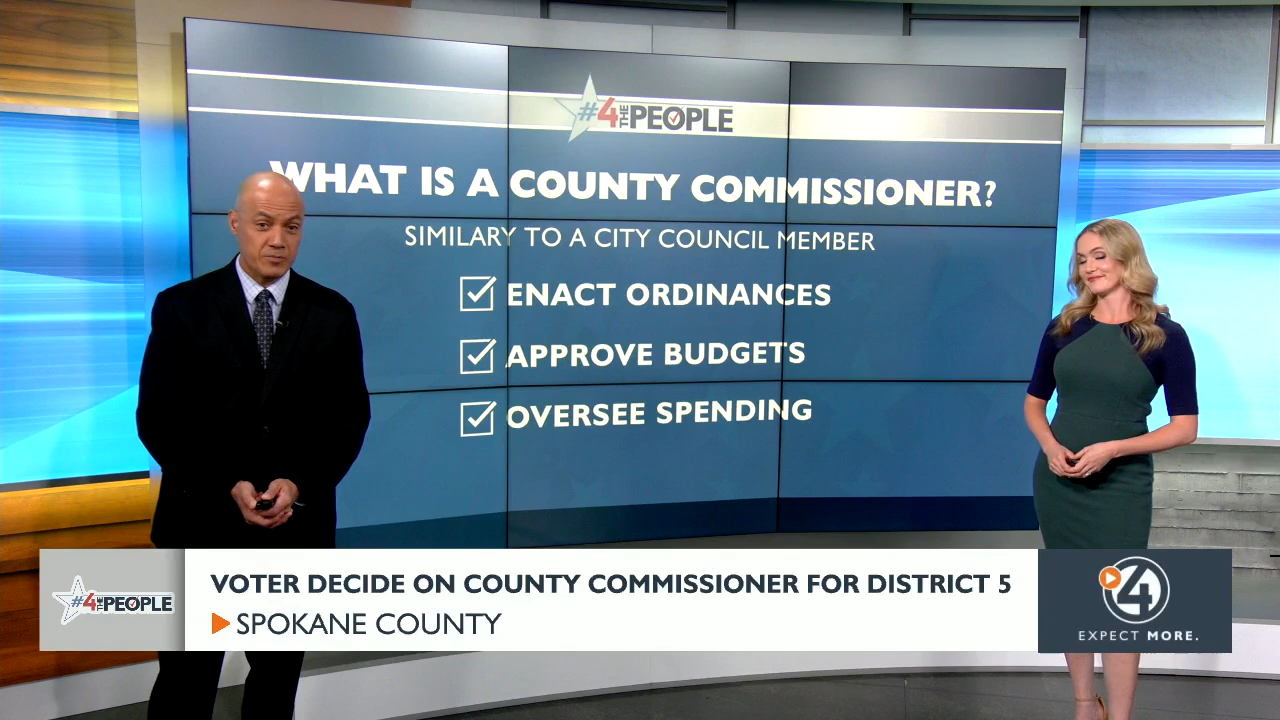 #4 THE PEOPLE
WHAT IS A COUNTY COMMISSIONER?
SIMILARY TO A CITY COUNCIL MEMBER
ENACT ORDINANCES
APPROVE BUDGETS
OVERSEE SPENDING
#4 THE PEOPLE
VOTER DECIDE ON COUNTY COMMISSIONER FOR DISTRICT 5
SPOKANE COUNTY
4
EXPECT MORE.